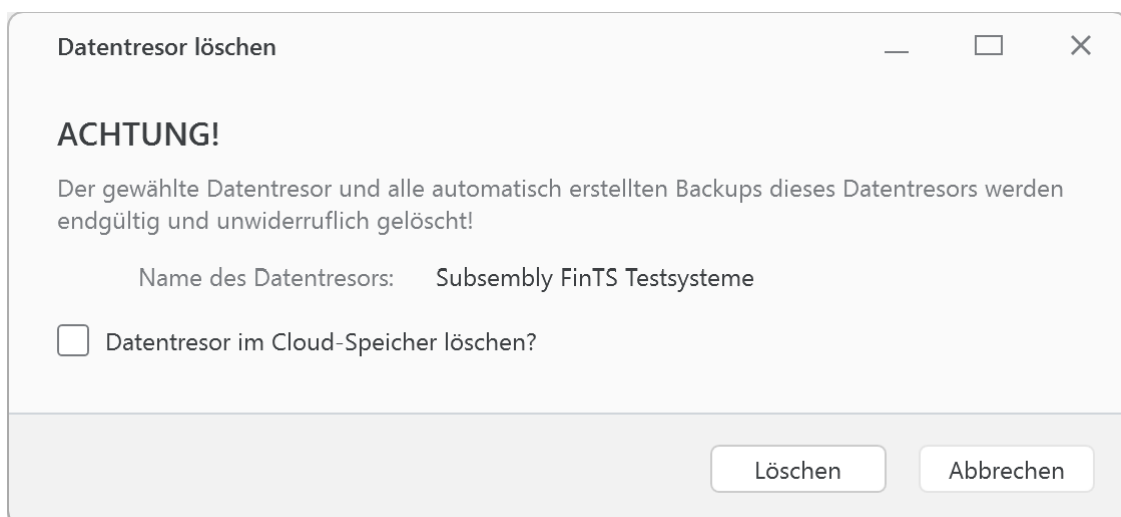 Datentresor löschen
ACHTUNG!
Der gewählte Datentresor und alle automatisch erstellten Backups dieses Datentresors werden
endgültig und unwiderruflich gelöscht!
Name des Datentresors: Subsembly FinTS Testsysteme
Datentresor im Cloud-Speicher löschen?
Löschen Abbrechen